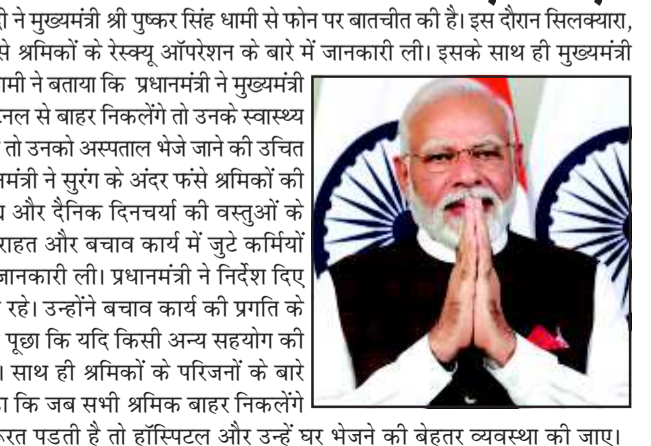 ने मुख्यमंत्री श्री पुष्कर सिंह धामी से फोन पर बातचीत की है। इस दौरान सिलक्यारा,
से श्रमिकों के रेस्क्यू ऑपरेशन के बारे में जानकारी ली। इसके साथ ही मुख्यमंत्री
ने बताया कि प्रधानमंत्री ने मुख्यमंत्री
से बाहर निकलेंगे तो उनके स्वास्थ्य
तो उनको अस्पताल भेजे जाने की उचित
ने सुरंग के अंदर फंसे श्रमिकों की
और दैनिक दिनचर्या की वस्तुओं के
राहत और बचाव कार्य में जुटे कर्मियों
जानकारी ली। प्रधानमंत्री ने निर्देश दिए
रहे। उन्होंने बचाव कार्य की प्रगति के
पूछा कि यदि किसी अन्य सहयोग की
। साथ ही श्रमिकों के परिजनों के बारे
कि जब सभी श्रमिक बाहर निकलेंगे
पड़ती है तो हॉस्पिटल और उन्हें घर भेजने की बेहतर व्यवस्था की जाए।